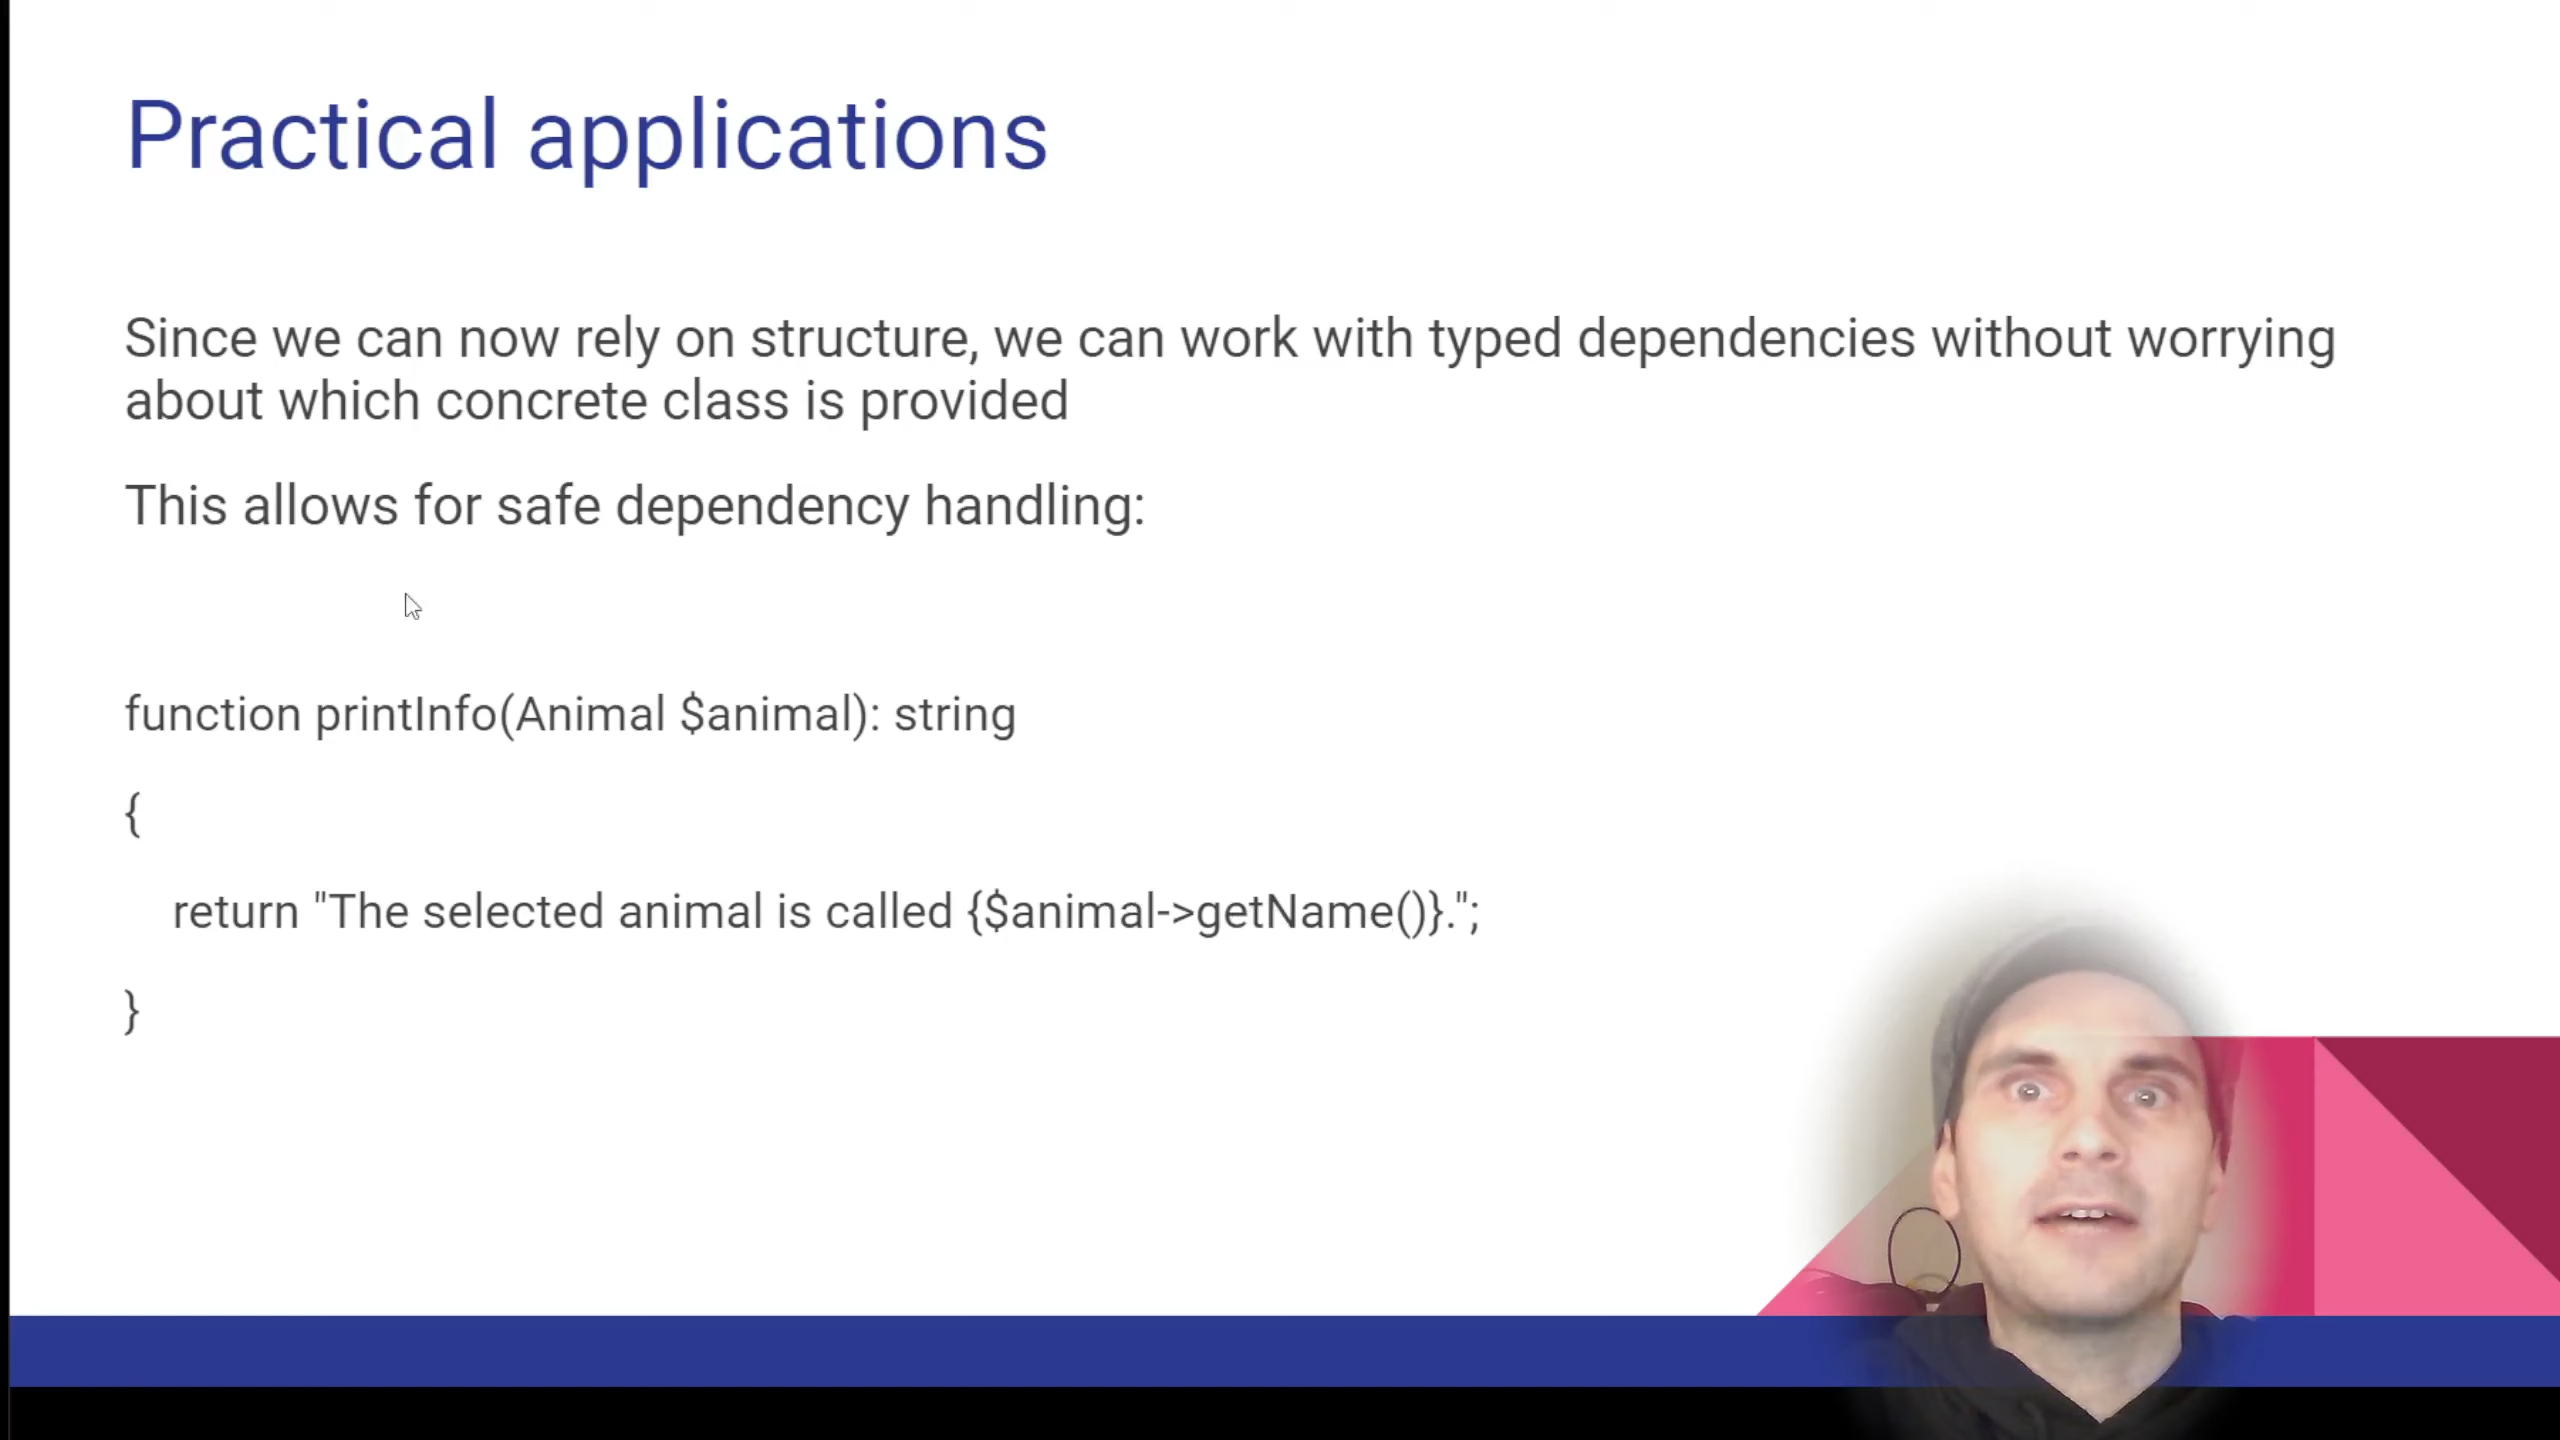 Practical applications
Since we can now rely on structure, we can work with typed dependencies without worrying
about which concrete class is provided
This allows for safe dependency handling:
function printInfo(Animal $animal): string
{
return "The selected animal is called {$animal->getName()}.";
}